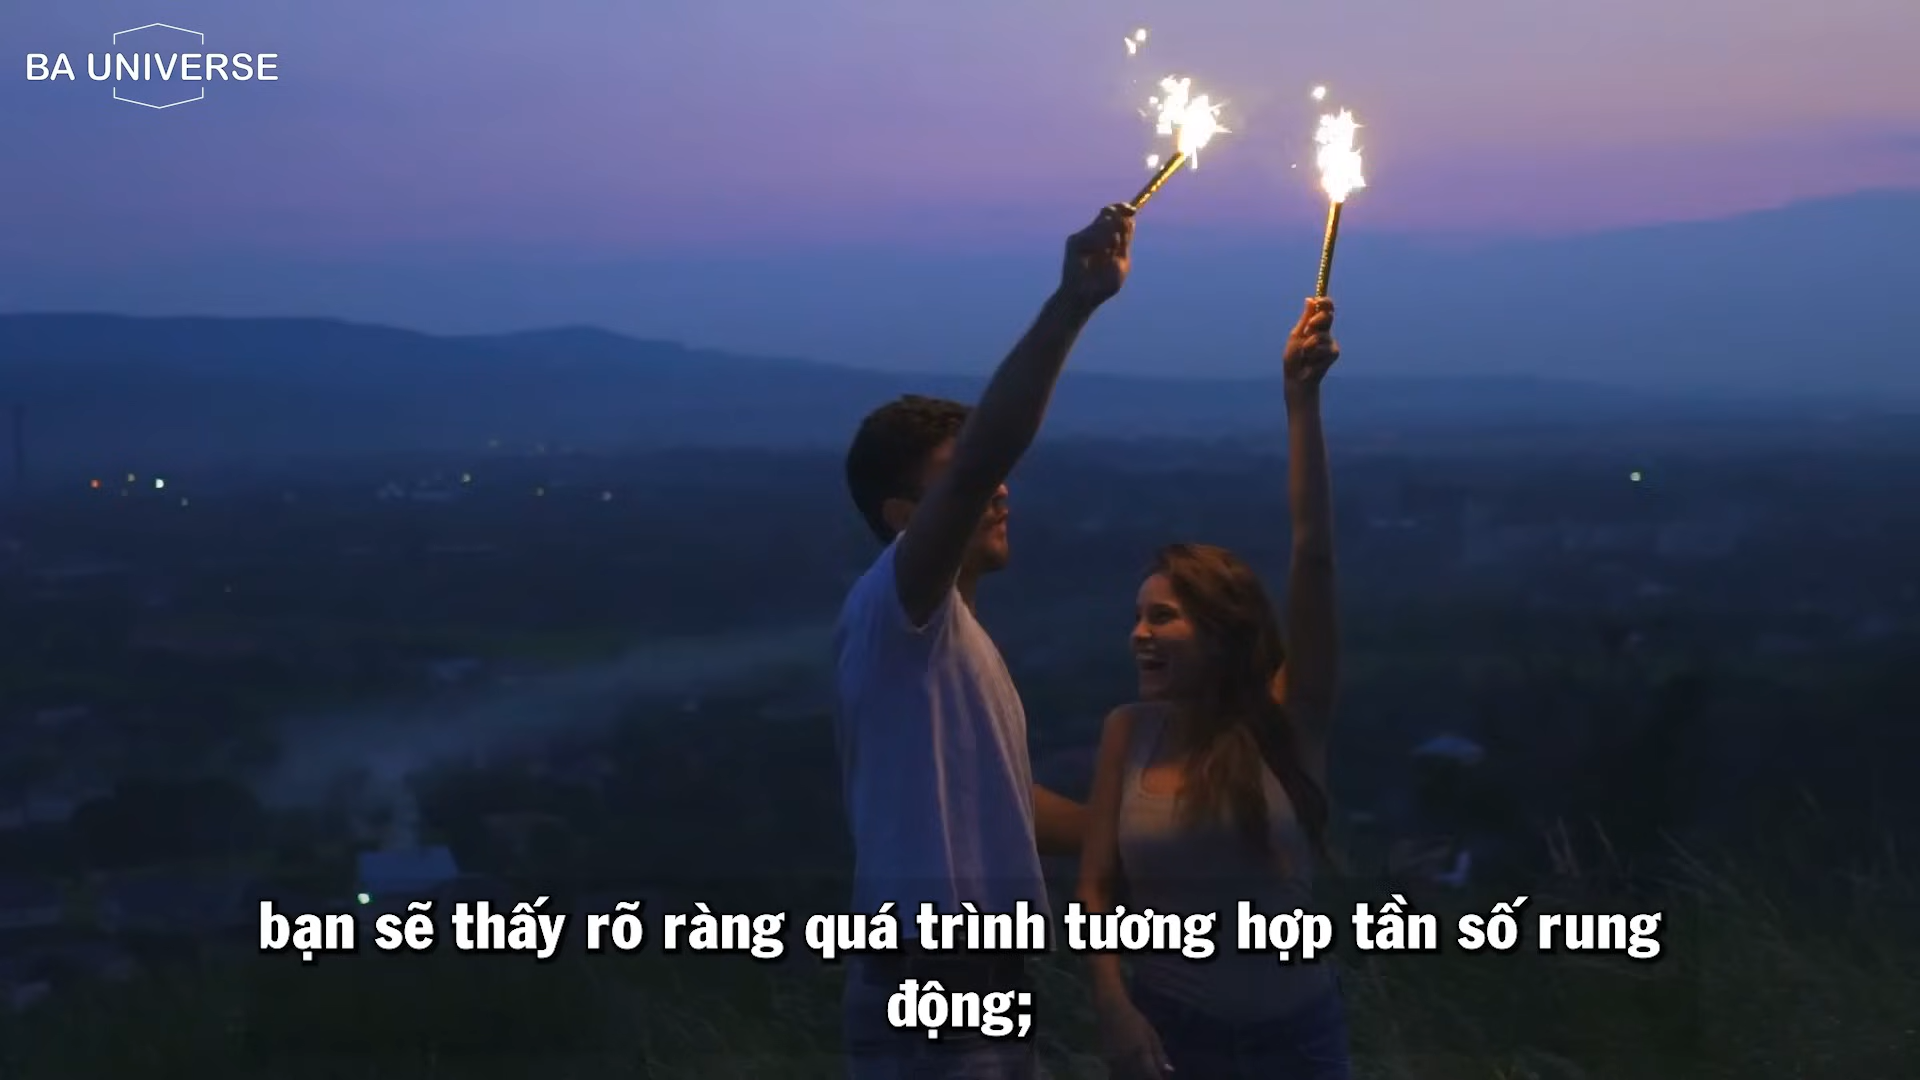 BA UNIVERSE
bạn sẽ thấy rõ ràng quá trình tương hợp tần số rung
động;